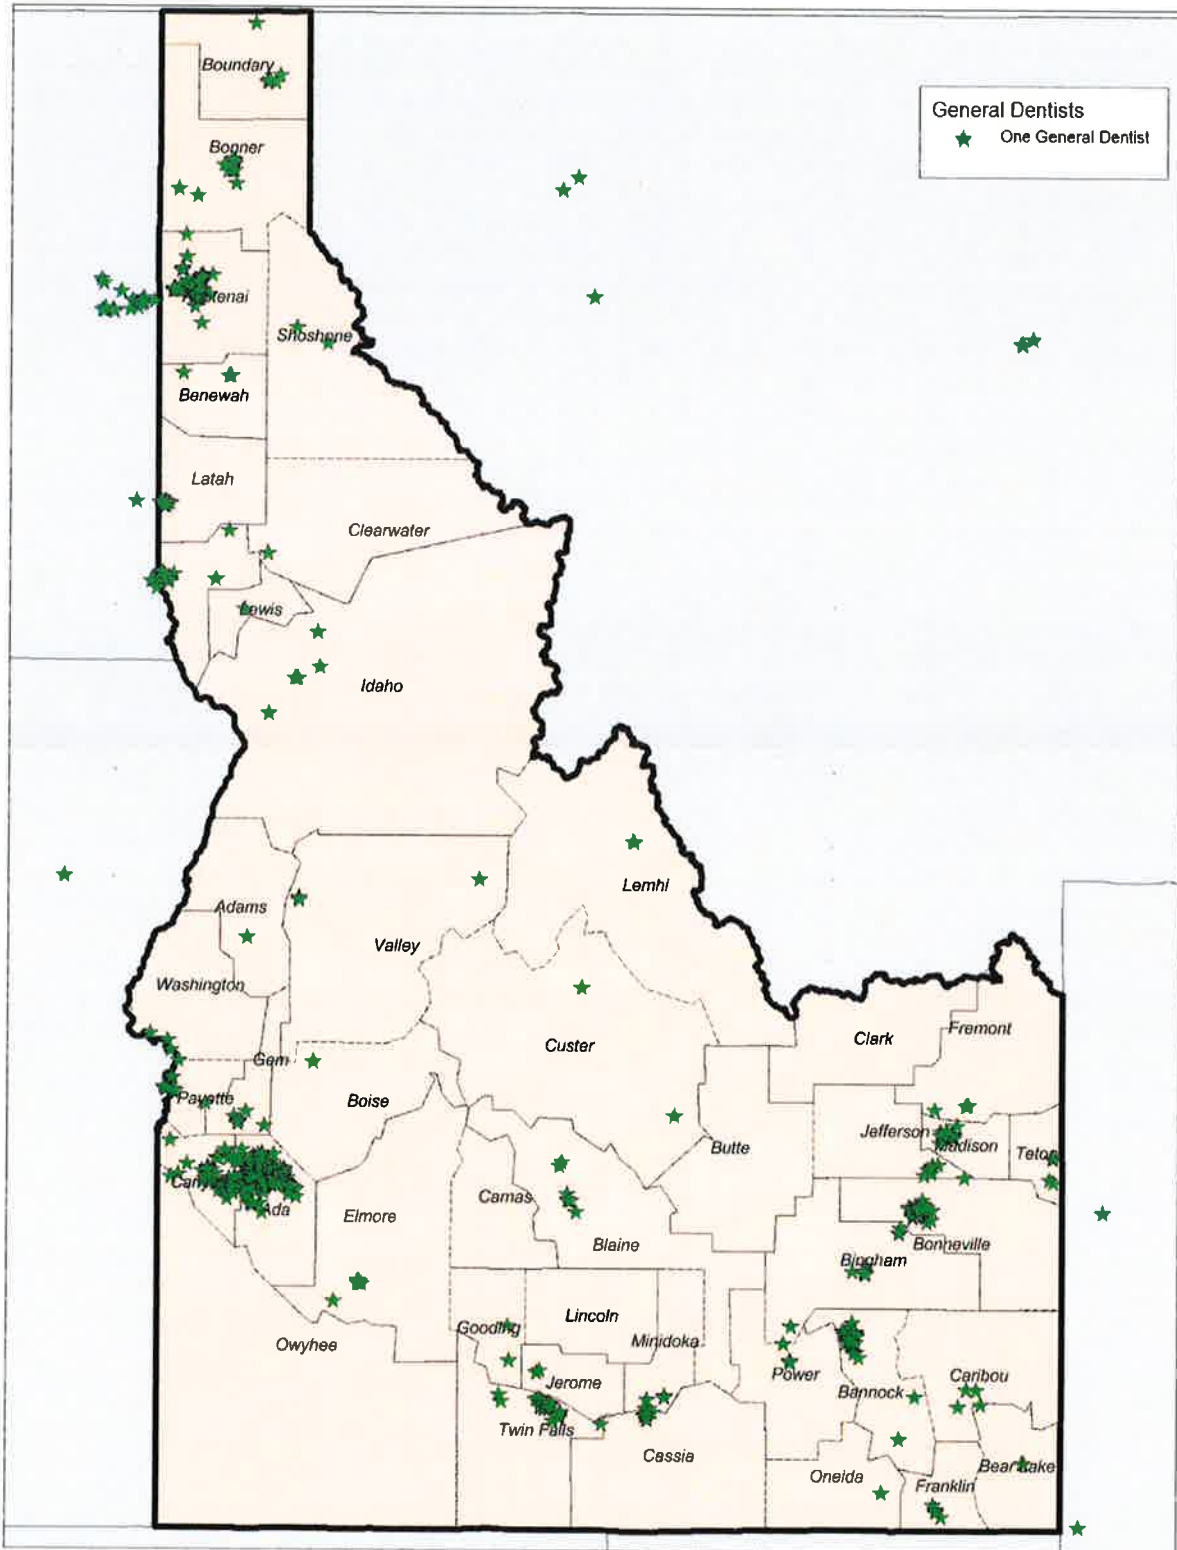 Boundary
General Dentists
One General Dentist
Bonner
Kootenai
Shoshone
Benewah
Latah
Clearwater
Lewis
Idaho
Lemhi
Adams
Valley
Washington
Custer
Clark
Fremont
Gem
Payette
Boise
Butte
Jefferson
Madison
Teton
Canyon
Ada
Elmore
Camas
Blaine
Bonneville
Bingham
Lincoln
Gooding
Minidoka
Owyhee
Power
Jerome
Bannock
Caribou
Twin Falls
Cassia
Oneida
Franklin
Bear Lake